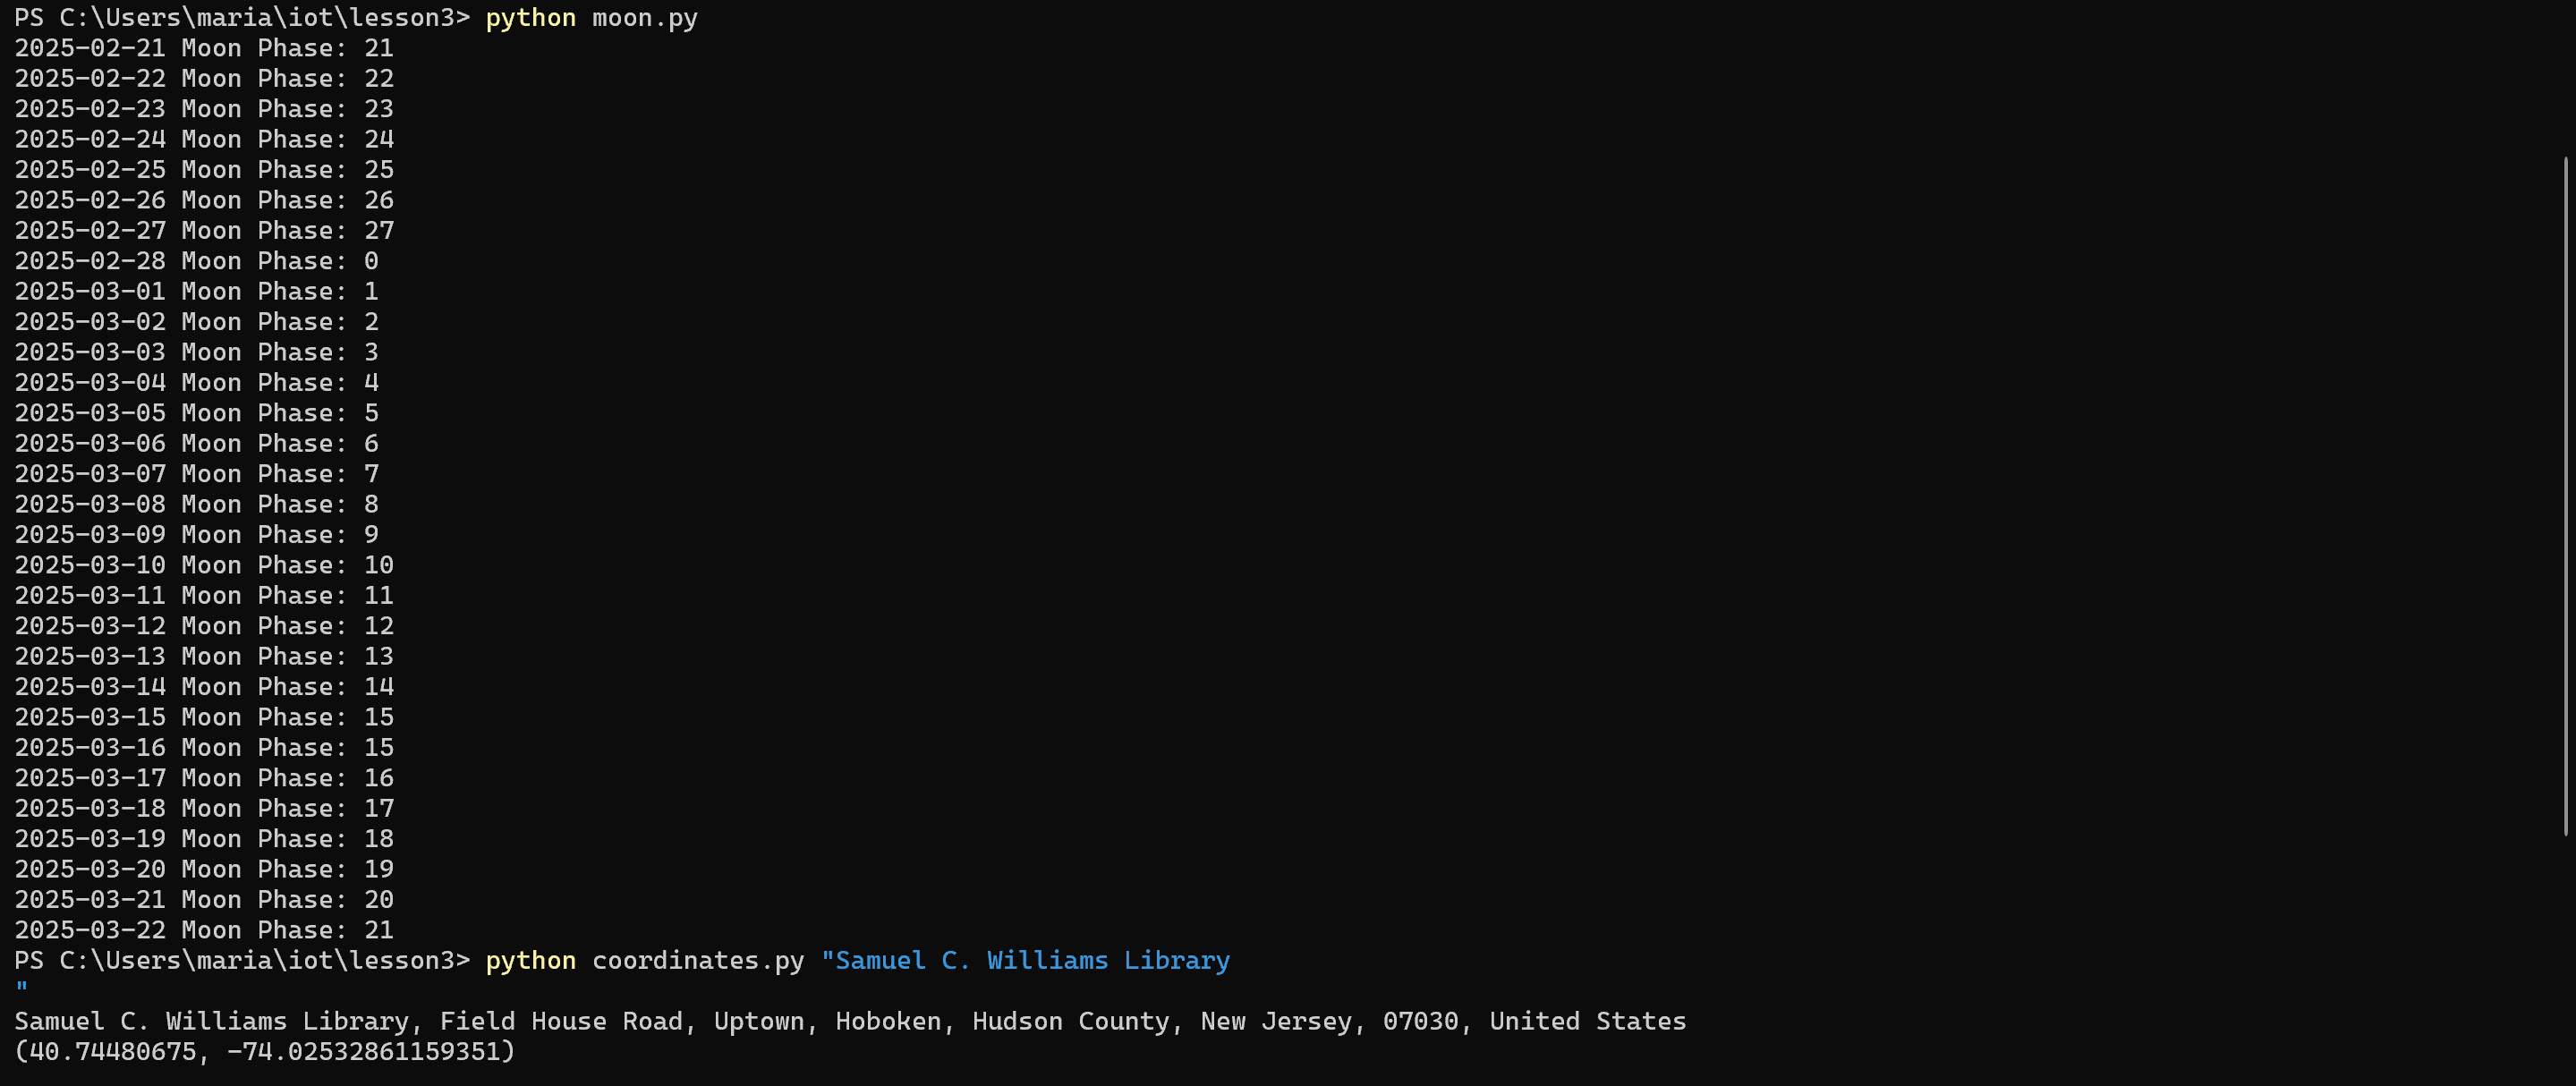 PS C:\Users\maria\iot\lesson3> python moon.py
2025-02-21 Moon Phase: 21
2025-02-22 Moon Phase: 22
2025-02-23 Moon Phase: 23
2025-02-24 Moon Phase: 24
2025-02-25 Moon Phase: 25
2025-02-26 Moon Phase: 26
2025-02-27 Moon Phase: 27
2025-02-28 Moon Phase: 0
2025-03-01 Moon Phase: 1
2025-03-02 Moon Phase: 2
2025-03-03 Moon Phase: 3
2025-03-04 Moon Phase: 4
2025-03-05 Moon Phase: 5
2025-03-06 Moon Phase: 6
2025-03-07 Moon Phase: 7
2025-03-08 Moon Phase: 8
2025-03-09 Moon Phase: 9
2025-03-10 Moon Phase: 10
2025-03-11 Moon Phase: 11
2025-03-12 Moon Phase: 12
2025-03-13 Moon Phase: 13
2025-03-14 Moon Phase: 14
2025-03-15 Moon Phase: 15
2025-03-16 Moon Phase: 15
2025-03-17 Moon Phase: 16
2025-03-18 Moon Phase: 17
2025-03-19 Moon Phase: 18
2025-03-20 Moon Phase: 19
2025-03-21 Moon Phase: 20
2025-03-22 Moon Phase: 21
PS C:\Users\maria\iot\lesson3> python coordinates.py "Samuel C. Williams Library
"
Samuel C. Williams Library, Field House Road, Uptown, Hoboken, Hudson County, New Jersey, 07030, United States
(40.74480675, -74.02532861159351)